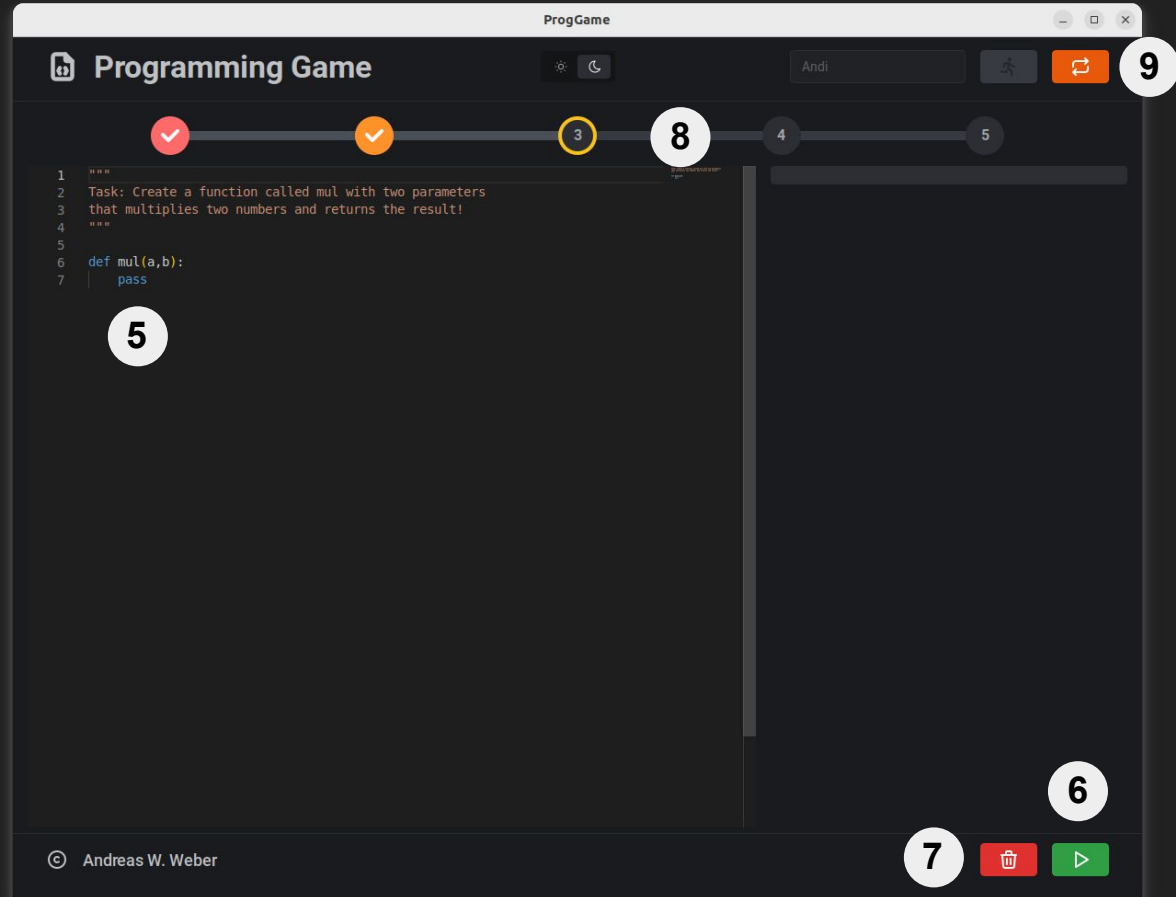 ProgGame
Programming Game
Andi
9
3
8
4
5
1 """
2 Task: Create a function called mul with two parameters
3 that multiplies two numbers and returns the result!
4 """
5
6 def mul(a,b):
7     pass
5
6
7
© Andreas W. Weber